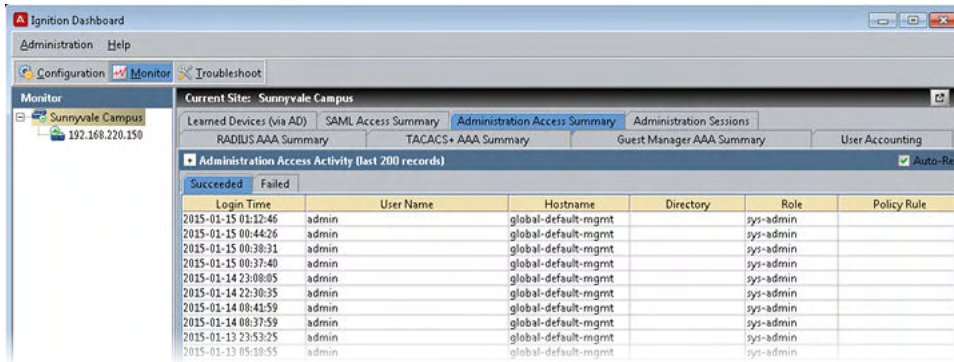 Ignition Dashboard
Administration Help
Configuration Monitor Troubleshoot
Monitor
Sunnyvale Campus
192.168.220.150
Current Site: Sunnyvale Campus
Learned Devices (via AD) SAML Access Summary Administration Access Summary Administration Sessions
RADIUS AAA Summary TACACS+ AAA Summary Guest Manager AAA Summary User Accounting
Administration Access Activity (last 200 records) Auto-Re
Succeeded Failed
Login Time User Name Hostname Directory Role Policy Rule
2015-01-15 01:12:46 admin global-default-mgmt sys-admin
2015-01-15 00:44:26 admin global-default-mgmt sys-admin
2015-01-15 00:38:31 admin global-default-mgmt sys-admin
2015-01-15 00:37:40 admin global-default-mgmt sys-admin
2015-01-14 23:08:05 admin global-default-mgmt sys-admin
2015-01-14 22:30:35 admin global-default-mgmt sys-admin
2015-01-14 08:41:59 admin global-default-mgmt sys-admin
2015-01-14 08:37:59 admin global-default-mgmt sys-admin
2015-01-13 23:53:25 admin global-default-mgmt sys-admin
2015-01-13 05:18:55 admin global-default-mgmt sys-admin